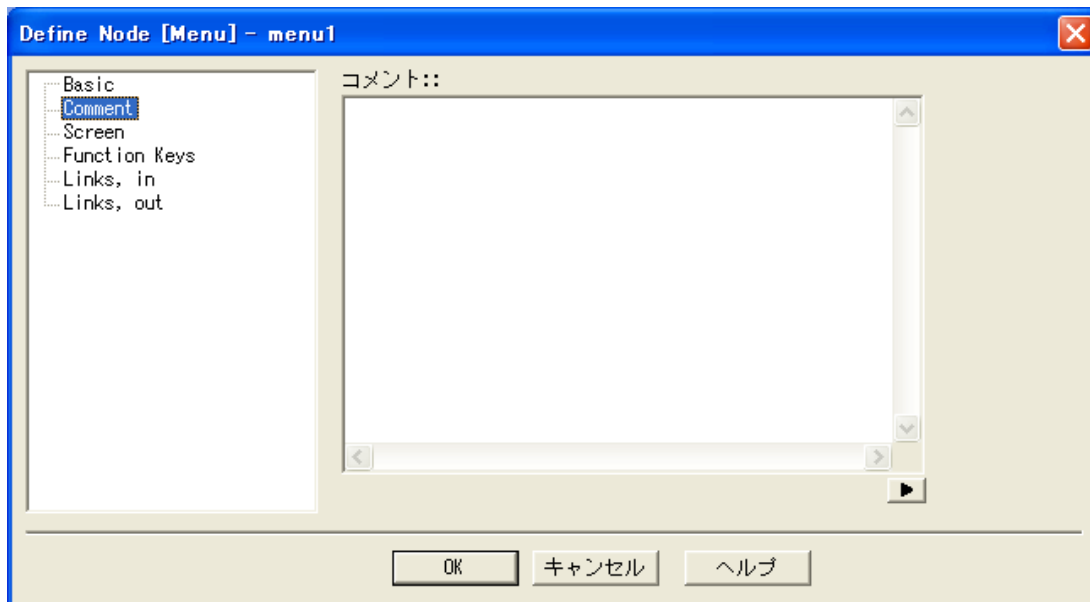 Define Node [Menu] - menu1
Basic
Comment
Screen
Function Keys
Links, in
Links, out
コメント::
OK
キャンセル
ヘルプ